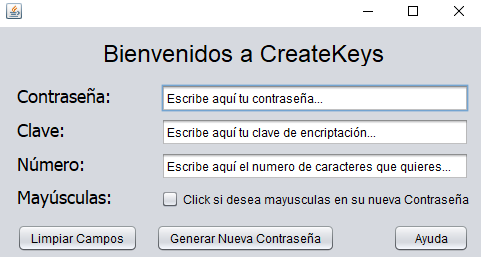 Bienvenidos a CreateKeys
Contraseña: Escribe aquí tu contraseña...
Clave: Escribe aquí tu clave de encriptación...
Número: Escribe aquí el numero de caracteres que quieres...
Mayúsculas: Click si desea mayusculas en su nueva Contraseña
Limpiar Campos Generar Nueva Contraseña Ayuda